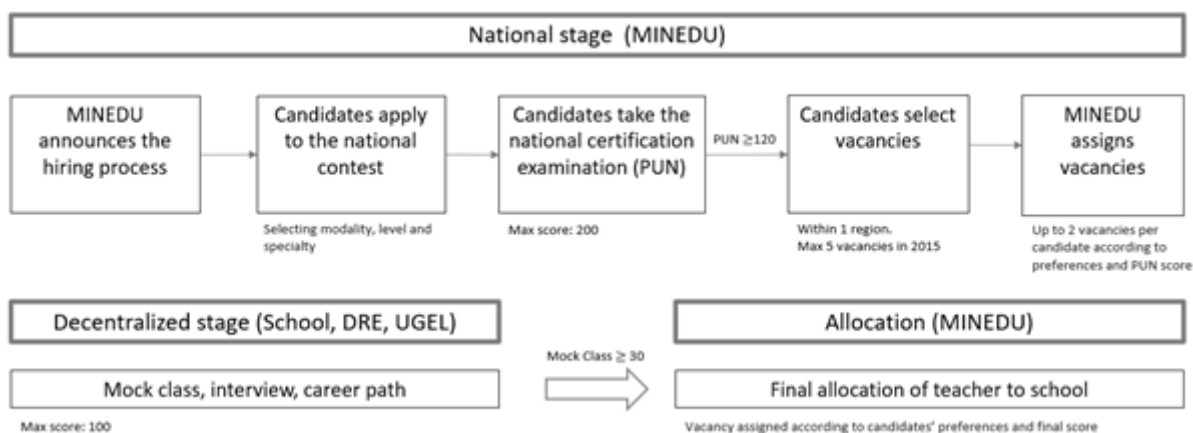 National stage (MINEDU)
MINEDU
announces the
hiring process
Candidates apply
to the national
contest
Selecting modality, level and
specialty
Candidates take the
national certification
examination (PUN)
Max score: 200
PUN ≥120
Candidates select
vacancies
Within 1 region.
Max 5 vacancies in 2015
MINEDU
assigns
vacancies
Up to 2 vacancies per
candidate according to
preferences and PUN score
Decentralized stage (School, DRE, UGEL)
Mock class, interview, career path
Max score: 100
Mock Class ≥ 30
Allocation (MINEDU)
Final allocation of teacher to school
Vacancy assigned according to candidates' preferences and final score